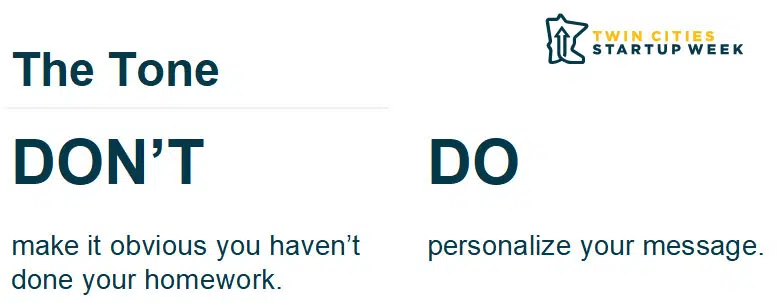 TWIN CITIES
STARTUP WEEK
The Tone
DON’T
make it obvious you haven’t
done your homework.
DO
personalize your message.